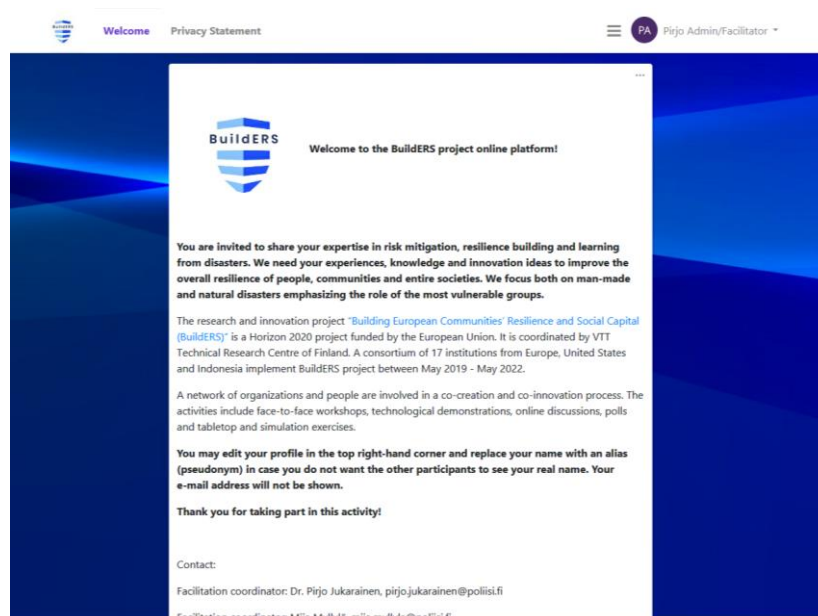 BuildERS
Welcome
Privacy Statement
PA
Pirjo Admin/Facilitator
...
BuildERS
Welcome to the BuildERS project online platform!
You are invited to share your expertise in risk mitigation, resilience building and learning
from disasters. We need your experiences, knowledge and innovation ideas to improve the
overall resilience of people, communities and entire societies. We focus both on man-made
and natural disasters emphasizing the role of the most vulnerable groups.
The research and innovation project "Building European Communities' Resilience and Social Capital
(BuildERS)" is a Horizon 2020 project funded by the European Union. It is coordinated by VTT
Technical Research Centre of Finland. A consortium of 17 institutions from Europe, United States
and Indonesia implement BuildERS project between May 2019 - May 2022.
A network of organizations and people are involved in a co-creation and co-innovation process. The
activities include face-to-face workshops, technological demonstrations, online discussions, polls
and tabletop and simulation exercises.
You may edit your profile in the top right-hand corner and replace your name with an alias
(pseudonym) in case you do not want the other participants to see your real name. Your
e-mail address will not be shown.
Thank you for taking part in this activity!
Contact:
Facilitation coordinator: Dr. Pirjo Jukarainen, pirjo.jukarainen@poliisi.fi
Facilitation coordinator: Miia